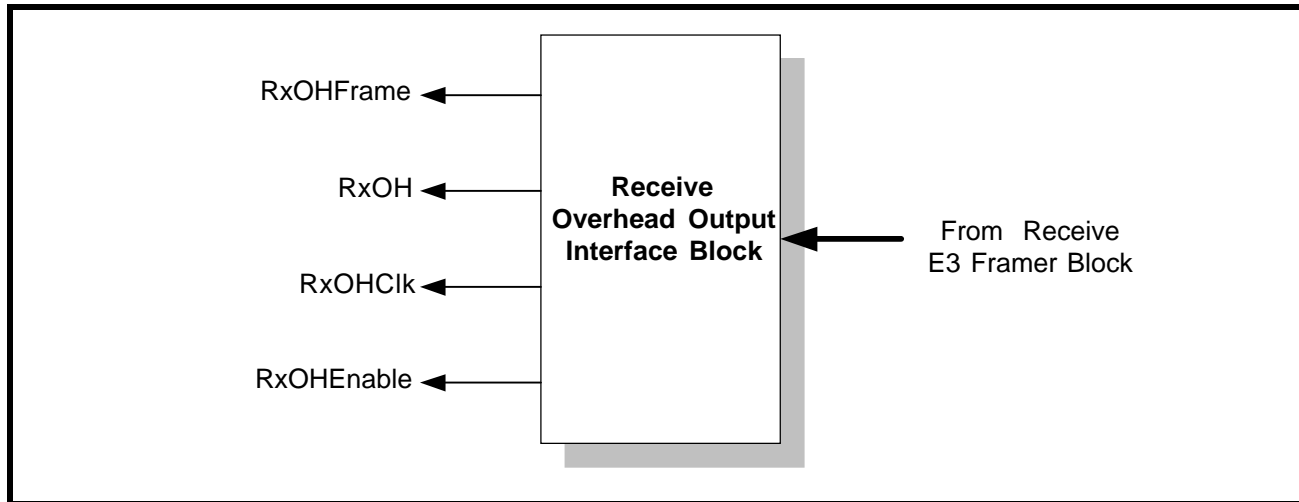 RxOHFrame
RxOH
RxOHClk
RxOHEnable
Receive
Overhead Output
Interface Block
From Receive
E3 Framer Block